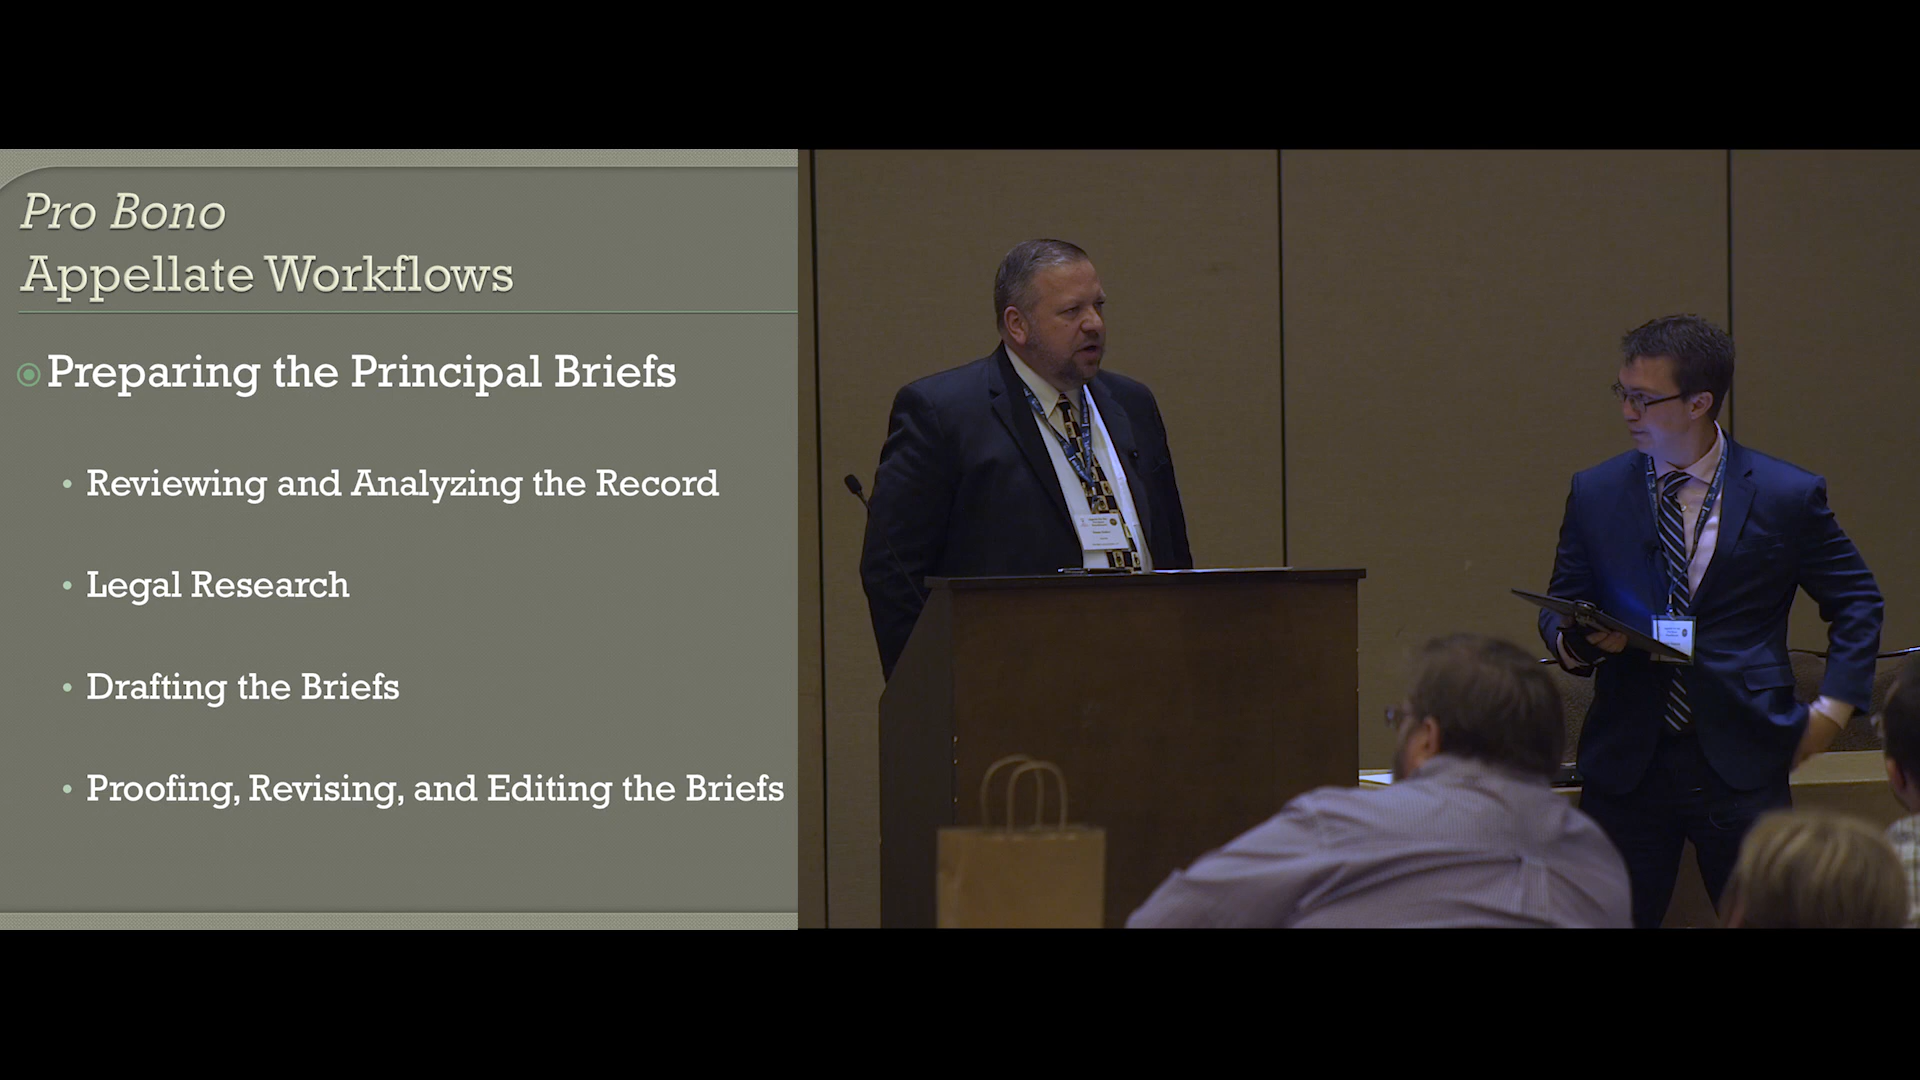 Pro Bono
Appellate Workflows
Preparing the Principal Briefs
• Reviewing and Analyzing the Record
• Legal Research
• Drafting the Briefs
• Proofing, Revising, and Editing the Briefs